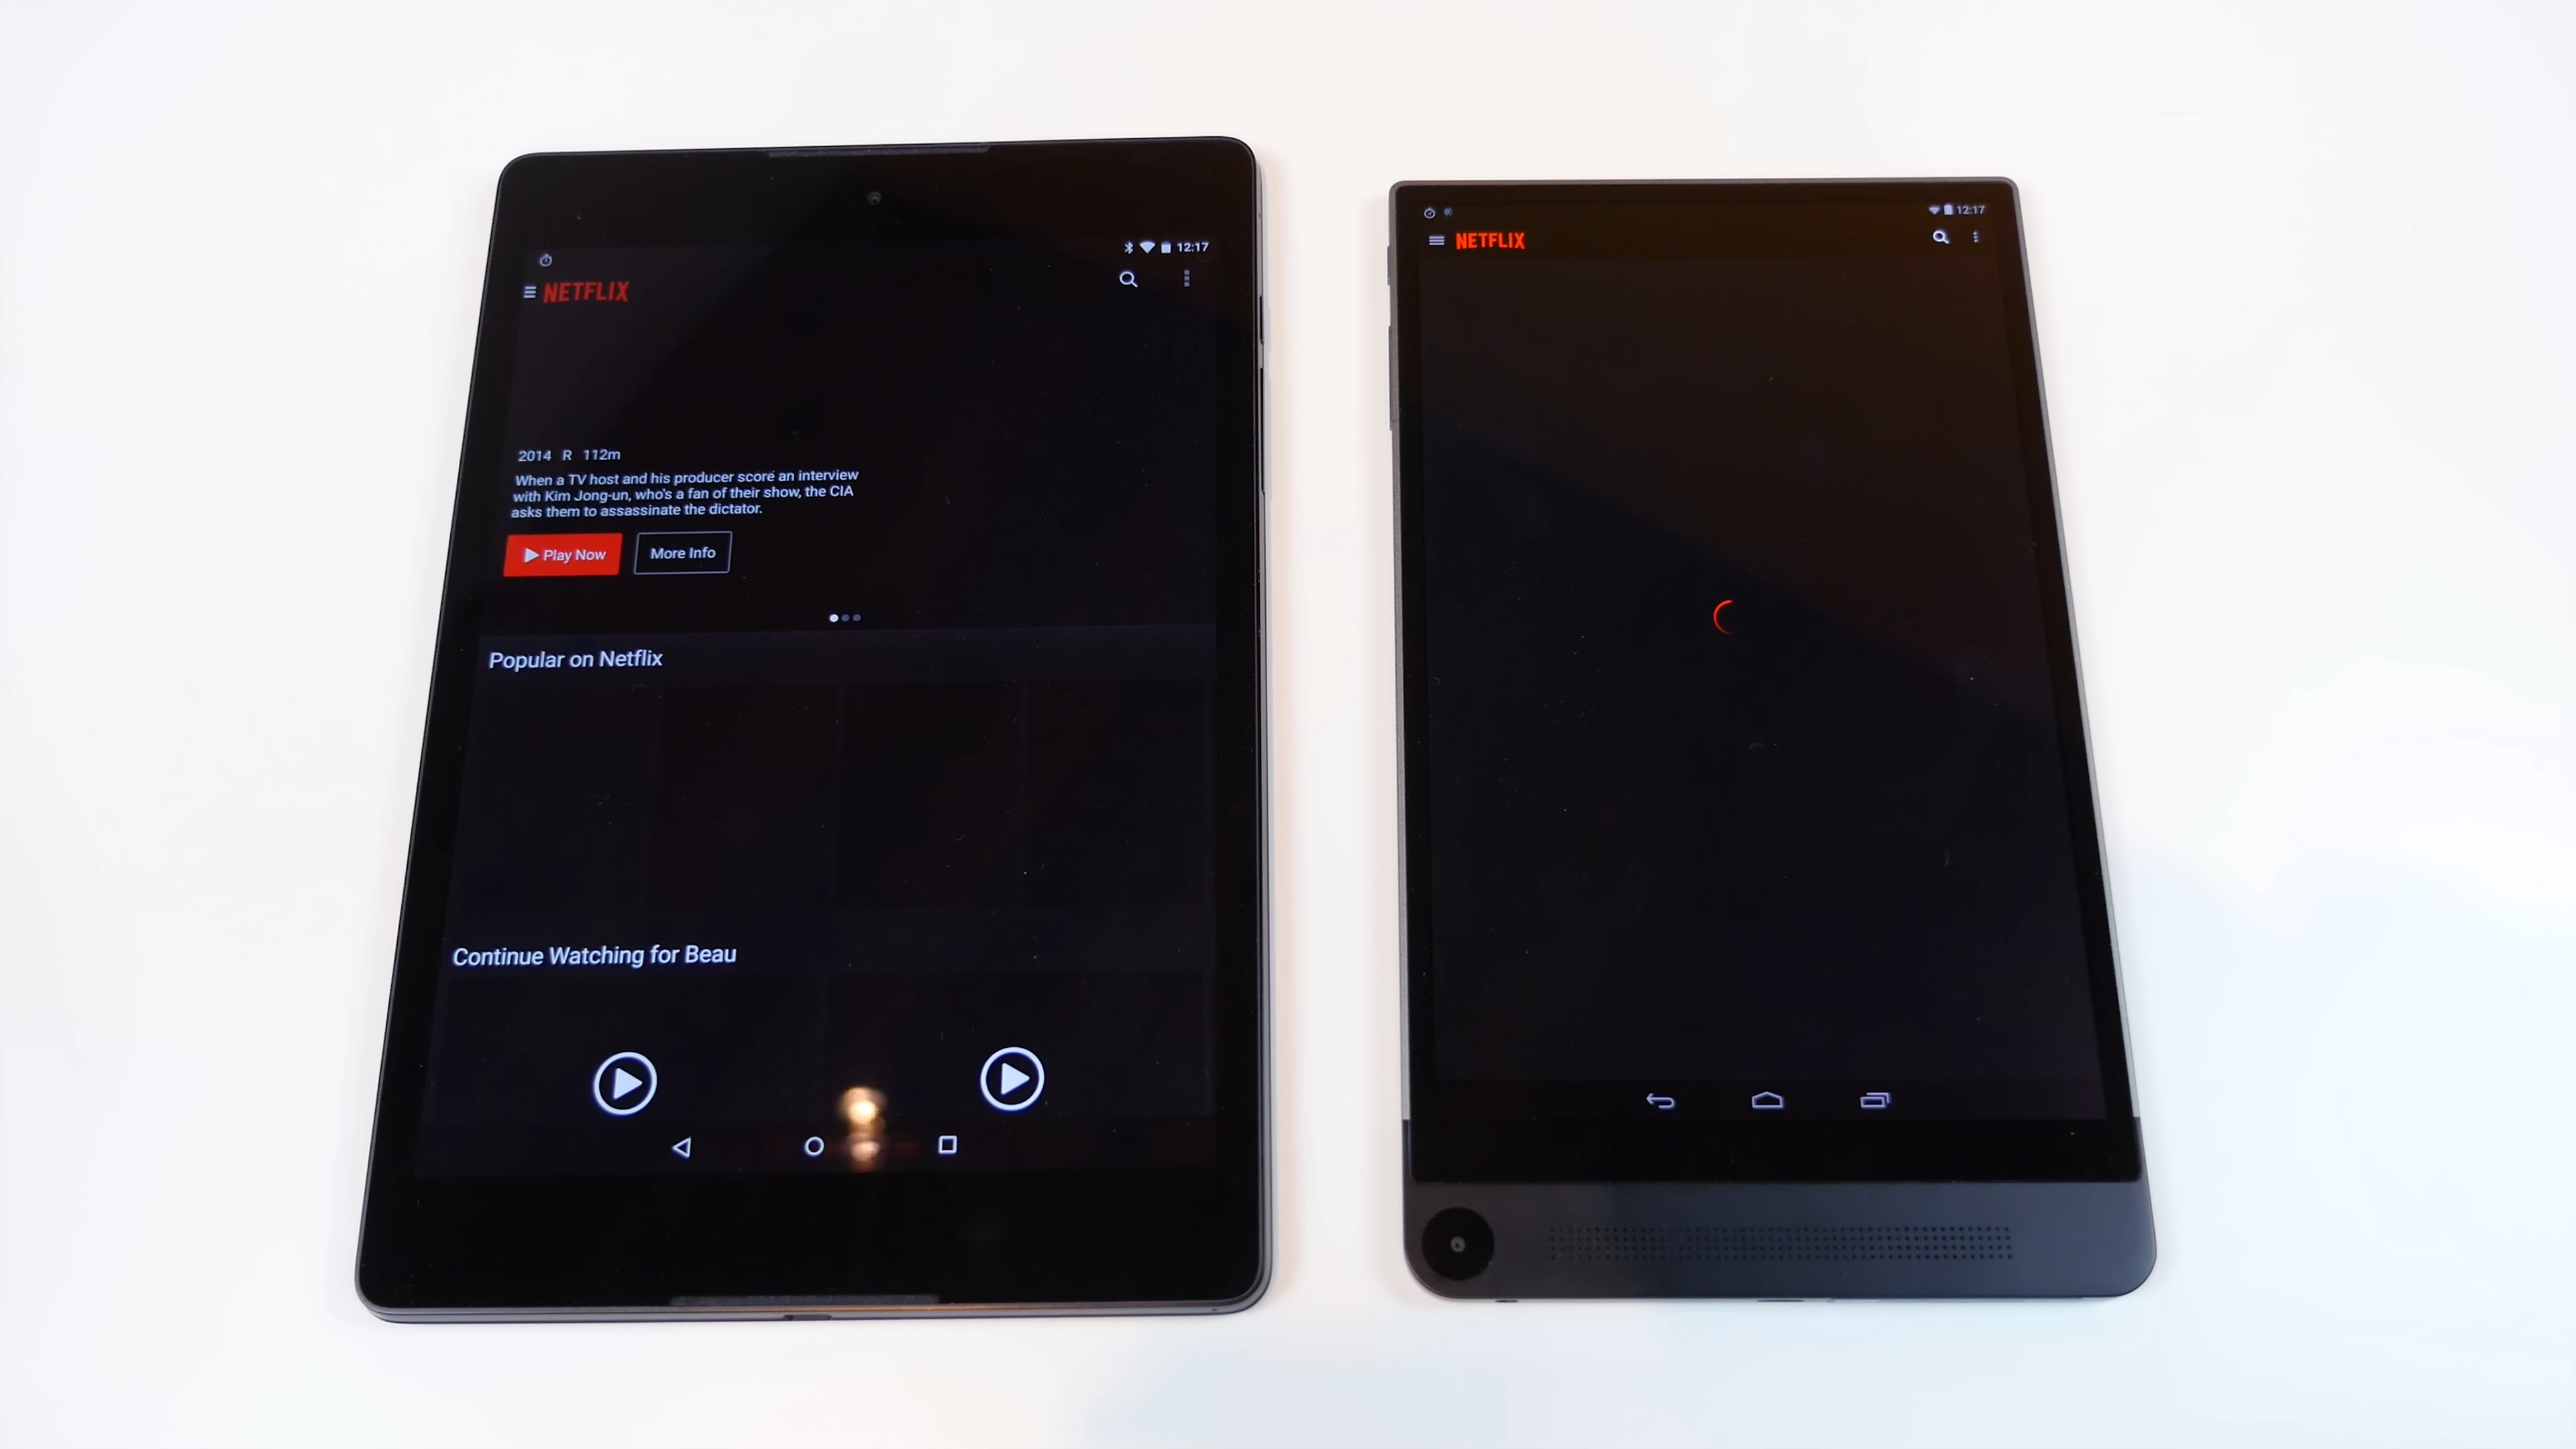 12:17
NETFLIX
2014 R 112m
When a TV host and his producer score an interview
with Kim Jong-un, who's a fan of their show, the CIA
asks them to assassinate the dictator.
Play Now
More Info
Popular on Netflix
Continue Watching for Beau
12:17
NETFLIX